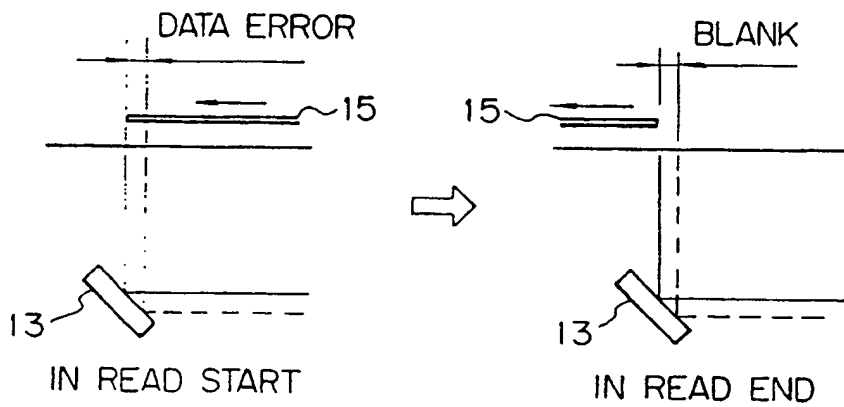 DATA ERROR
BLANK
15
15
13
13
IN READ START
IN READ END